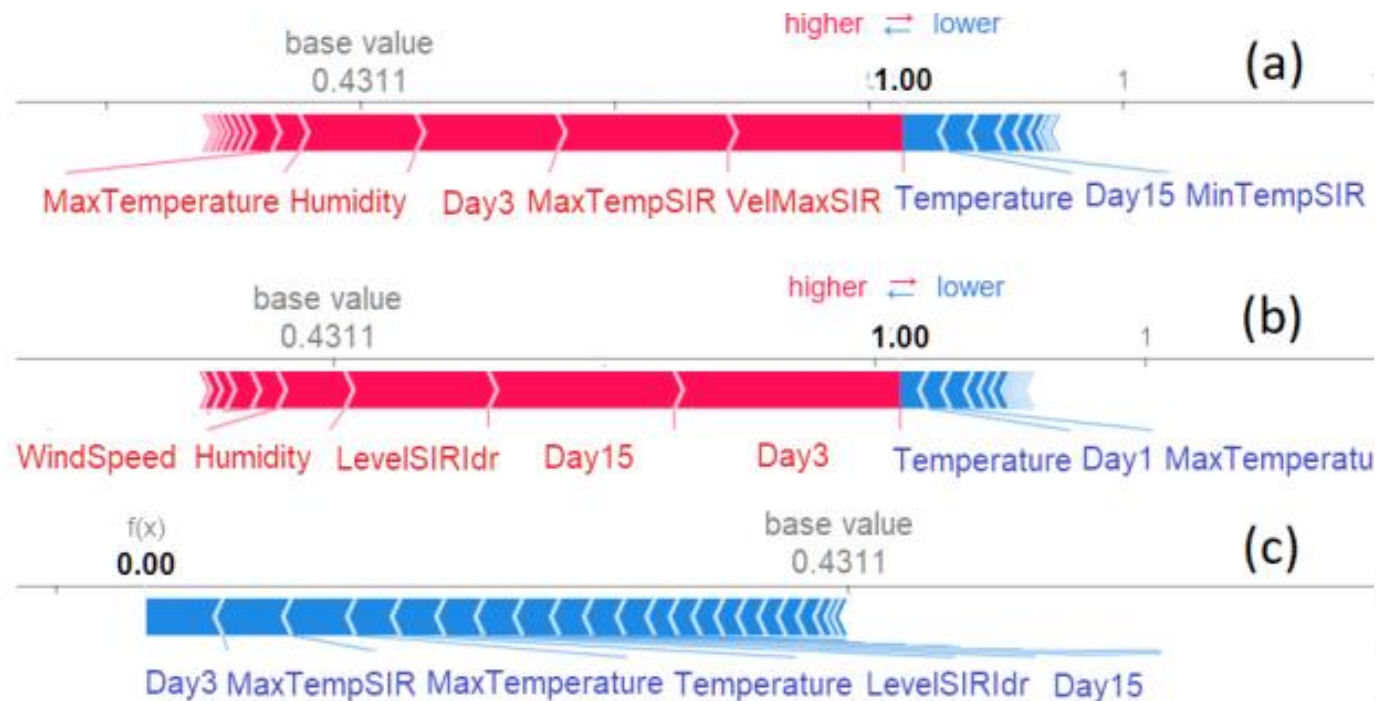 higher lower
base value
(a)
0.4311
1.00
1
MaxTemperature Humidity Day3 MaxTempSIR VelMaxSIR Temperature Day15 MinTempSIR
higher lower
base value
(b)
0.4311
1.00
1
WindSpeed Humidity LevelSIRIdr Day15 Day3 Temperature Day1 MaxTemperatu
f(x)
base value
(c)
0.00
0.4311
Day3 MaxTempSIR MaxTemperature Temperature LevelSIRIdr Day15